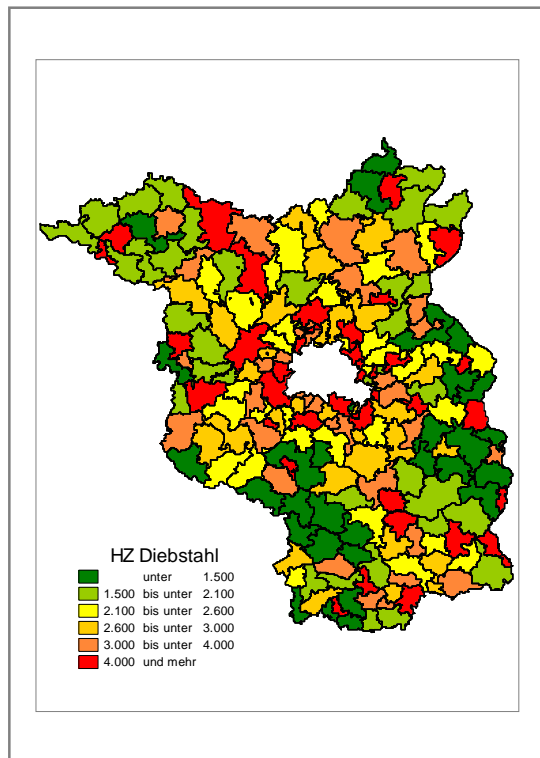 HZ Diebstahl
unter 1.500
1.500 bis unter 2.100
2.100 bis unter 2.600
2.600 bis unter 3.000
3.000 bis unter 4.000
4.000 und mehr